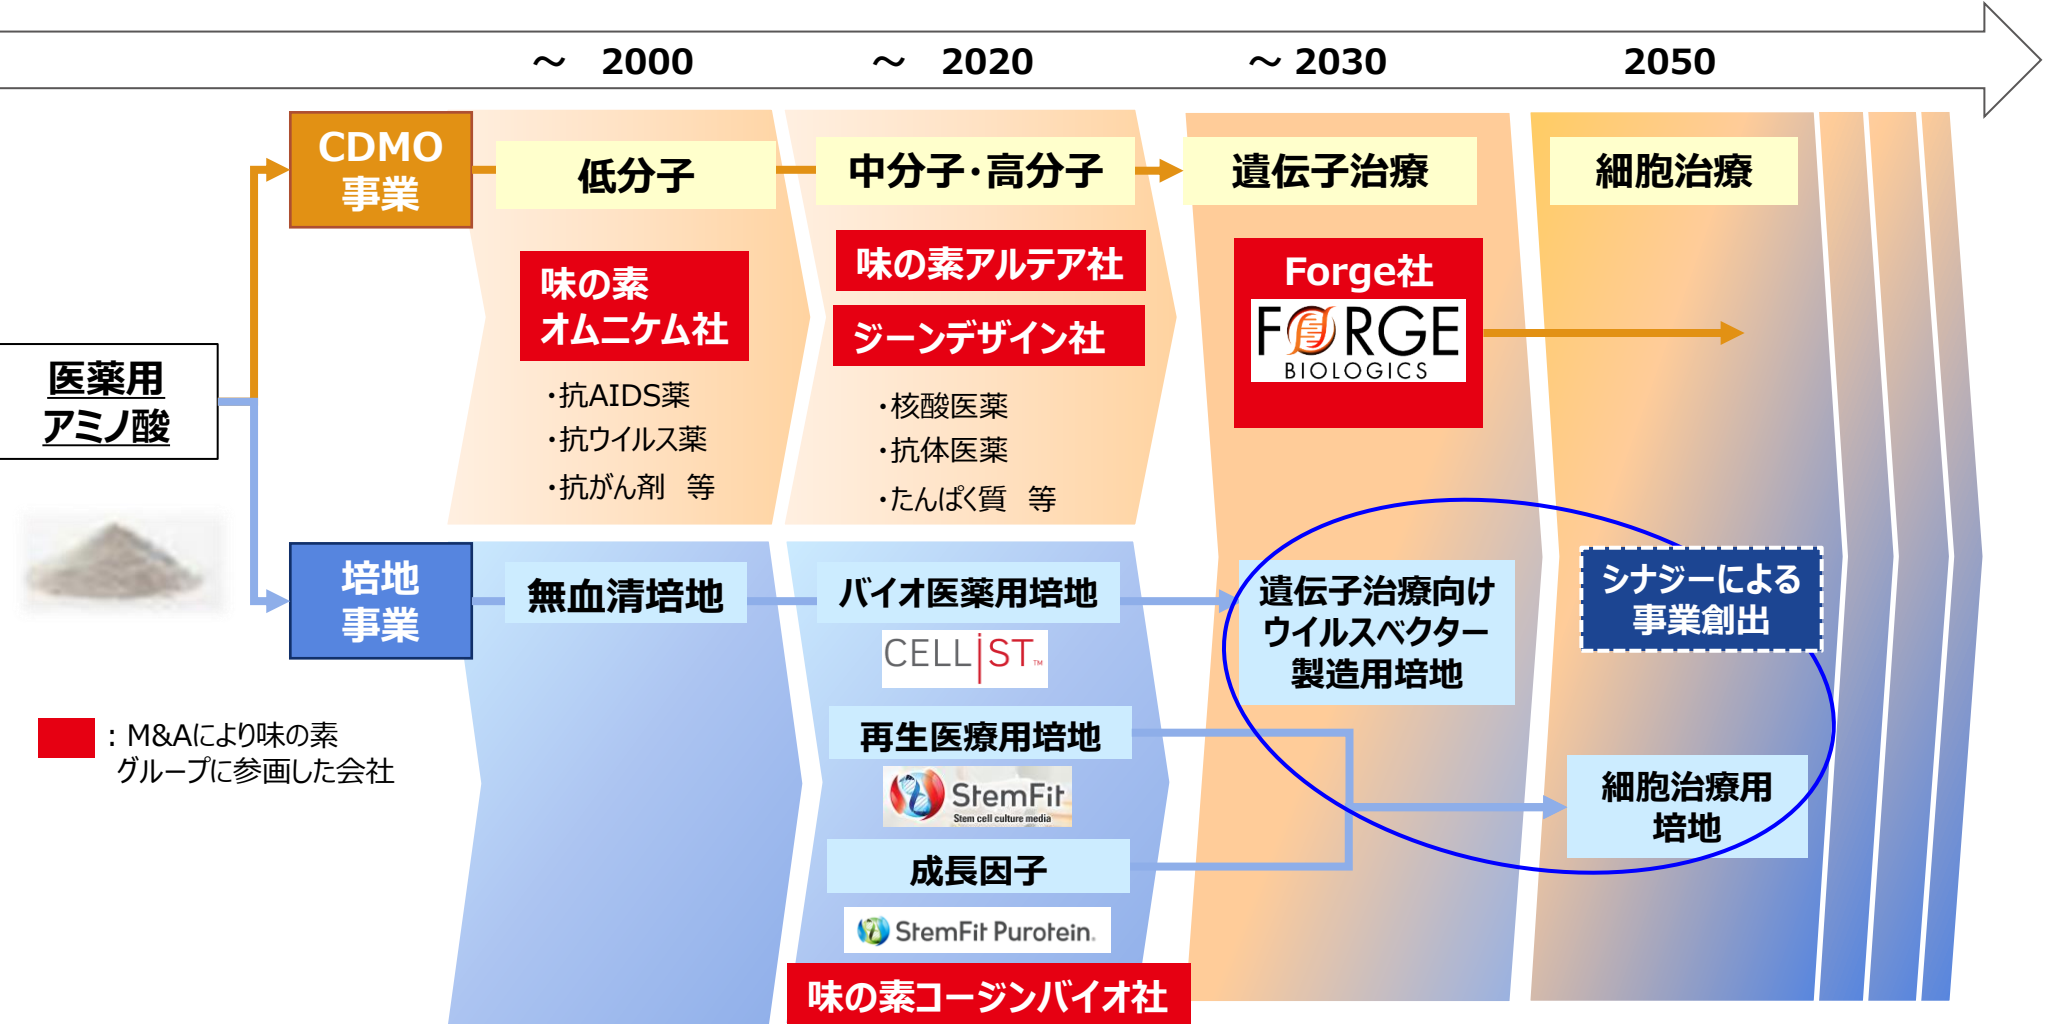 ～ 2000
～ 2020
～ 2030
2050
CDMO
事業
低分子
中分子・高分子
遺伝子治療
細胞治療
味の素
オムニケム社
味の素アルテア社
ジーンデザイン社
Forge社
FORGE
BIOLOGICS
・抗AIDS薬
・抗ウイルス薬
・抗がん剤 等
・核酸医薬
・抗体医薬
・たんぱく質 等
医薬用
アミノ酸
培地
事業
無血清培地
バイオ医薬用培地
CELLiST™
再生医療用培地
StemFit
Stem cell culture media
成長因子
StemFit Purotein®
味の素コージンバイオ社
遺伝子治療向け
ウイルスベクター
製造用培地
シナジーによる
事業創出
細胞治療用
培地
：M&Aにより味の素
グループに参画した会社